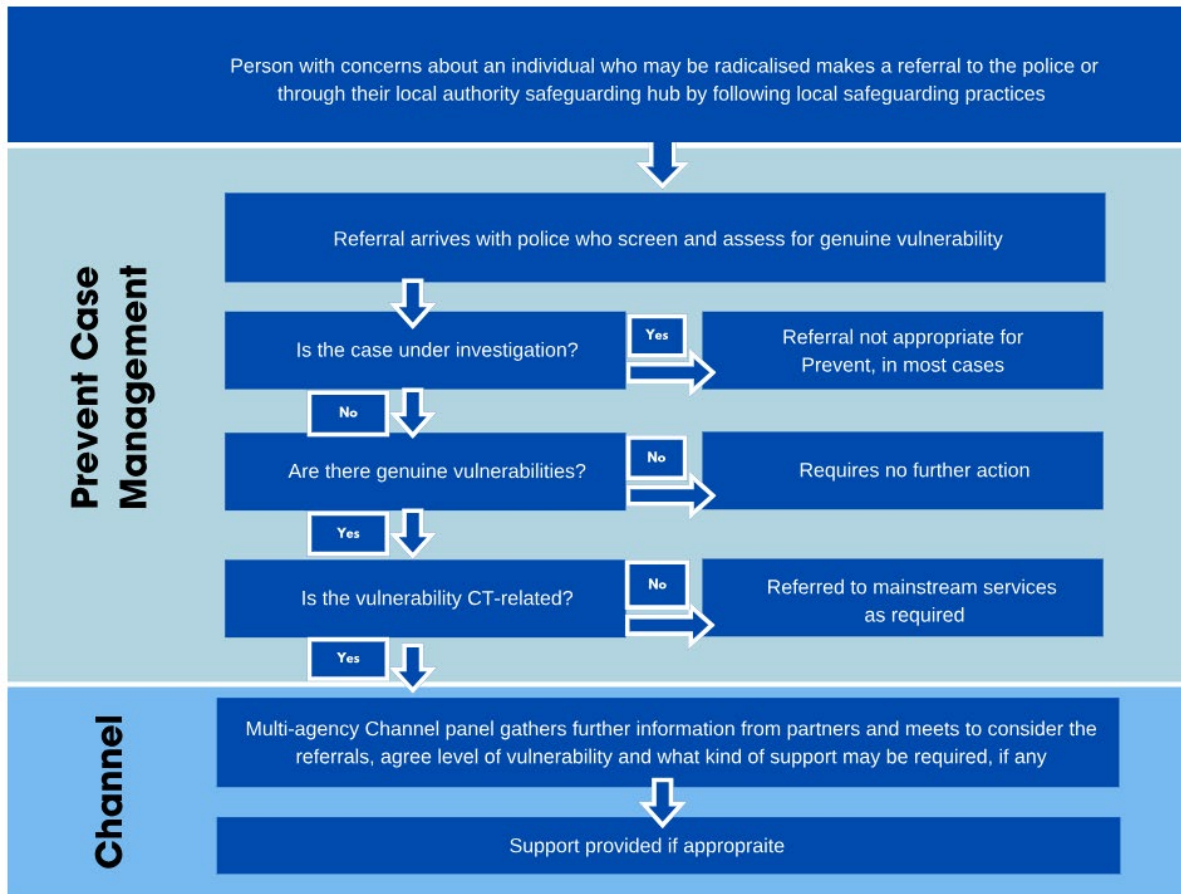 Person with concerns about an individual who may be radicalised makes a referral to the police or
through their local authority safeguarding hub by following local safeguarding practices
Prevent Case
Management
Referral arrives with police who screen and assess for genuine vulnerability
Is the case under investigation?
Yes
Referral not appropriate for
Prevent, in most cases
No
Are there genuine vulnerabilities?
No
Requires no further action
Yes
Is the vulnerability CT-related?
No
Referred to mainstream services
as required
Yes
Channel
Multi-agency Channel panel gathers further information from partners and meets to consider the
referrals, agree level of vulnerability and what kind of support may be required, if any
Support provided if appropraite